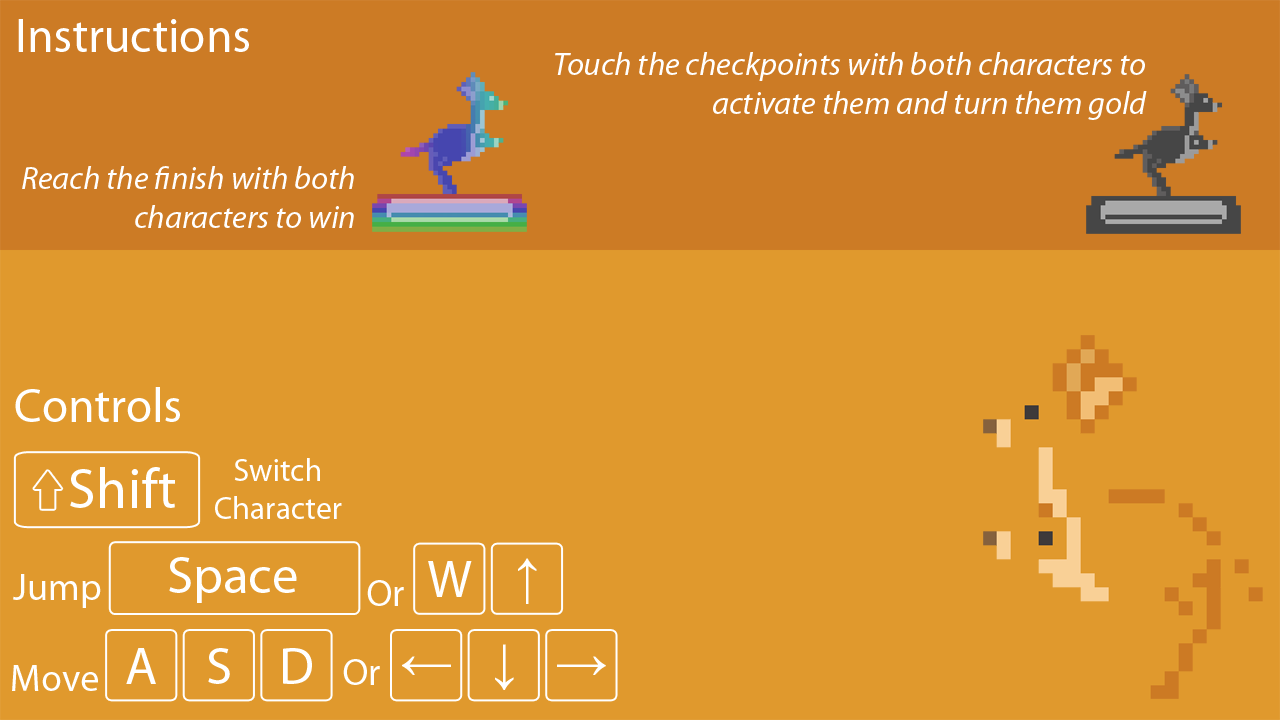 Instructions
Touch the checkpoints with both characters to
activate them and turn them gold
Reach the finish with both
characters to win
Controls
⇧Shift
Switch
Character
Jump Space Or W ↑
Move A S D Or ← ↓ →